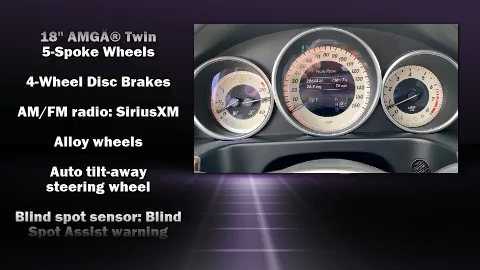 18" AMGÂ® Twin
5-Spoke Wheels
4-Wheel Disc Brakes
AM/FM radio: SiriusXM
Alloy wheels
Auto tilt-away
steering wheel
Blind spot sensor: Blind
Spot Assist warning